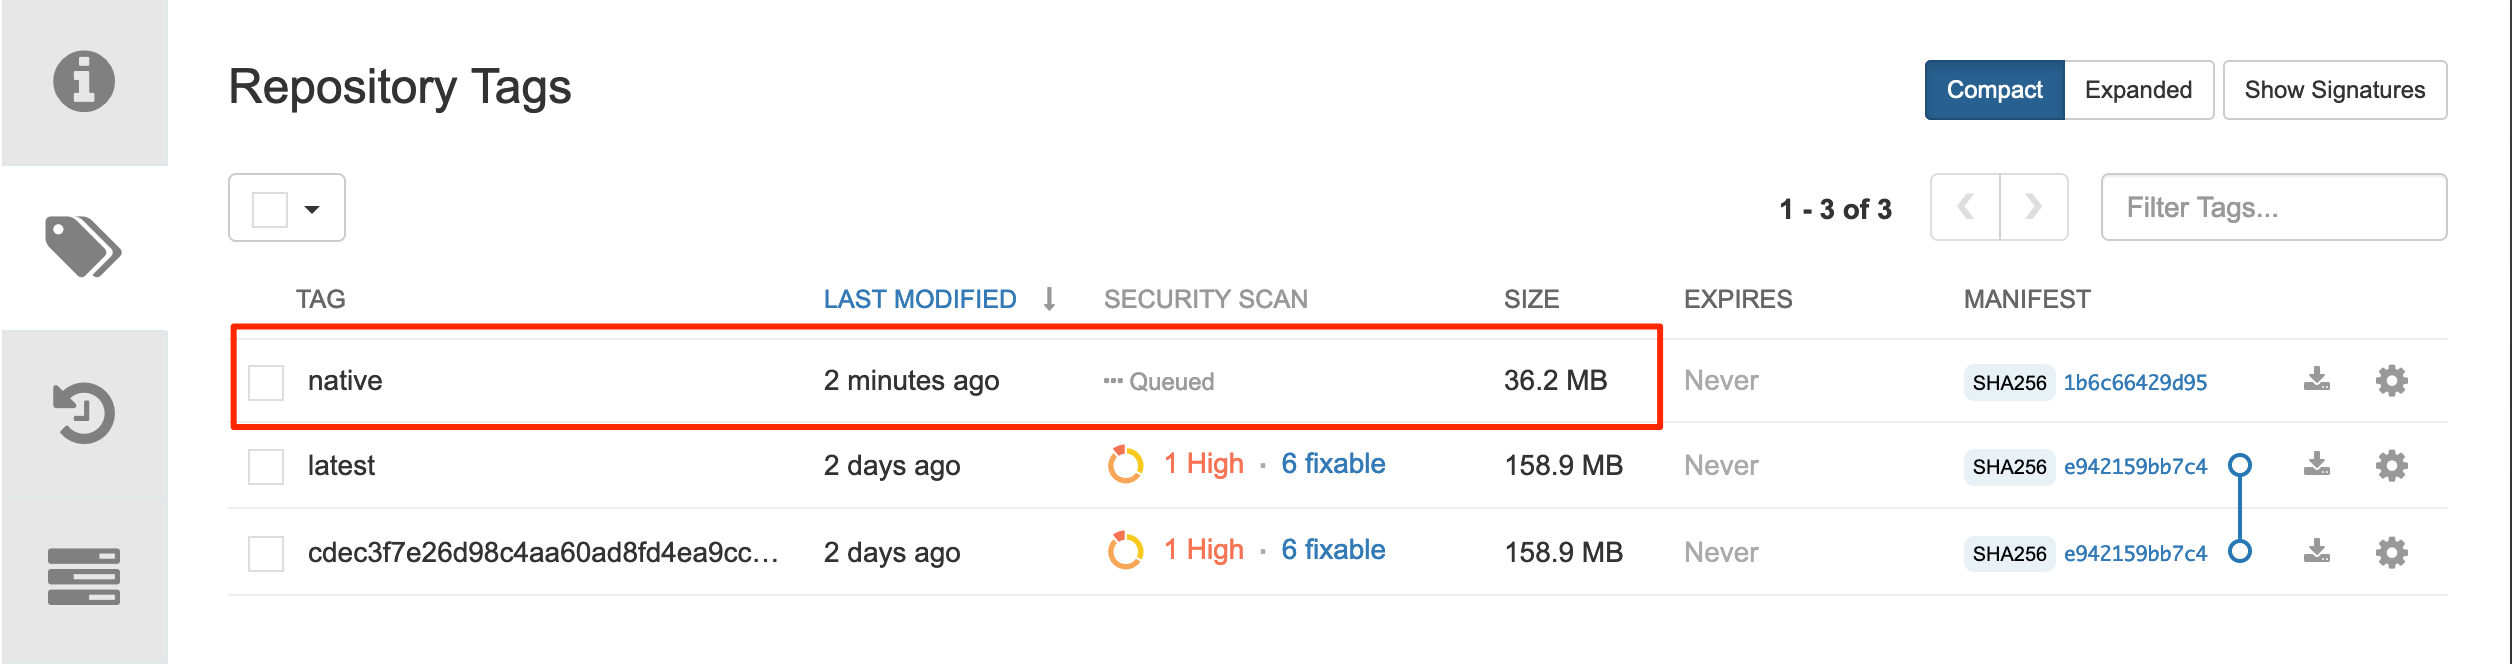 Repository Tags
Compact Expanded Show Signatures
1 - 3 of 3 Filter Tags...
TAG LAST MODIFIED SECURITY SCAN SIZE EXPIRES MANIFEST
native 2 minutes ago Queued 36.2 MB Never SHA256 1b6c66429d95
latest 2 days ago 1 High · 6 fixable 158.9 MB Never SHA256 e942159bb7c4
cdec3f7e26d98c4aa60ad8fd4ea9cc... 2 days ago 1 High · 6 fixable 158.9 MB Never SHA256 e942159bb7c4